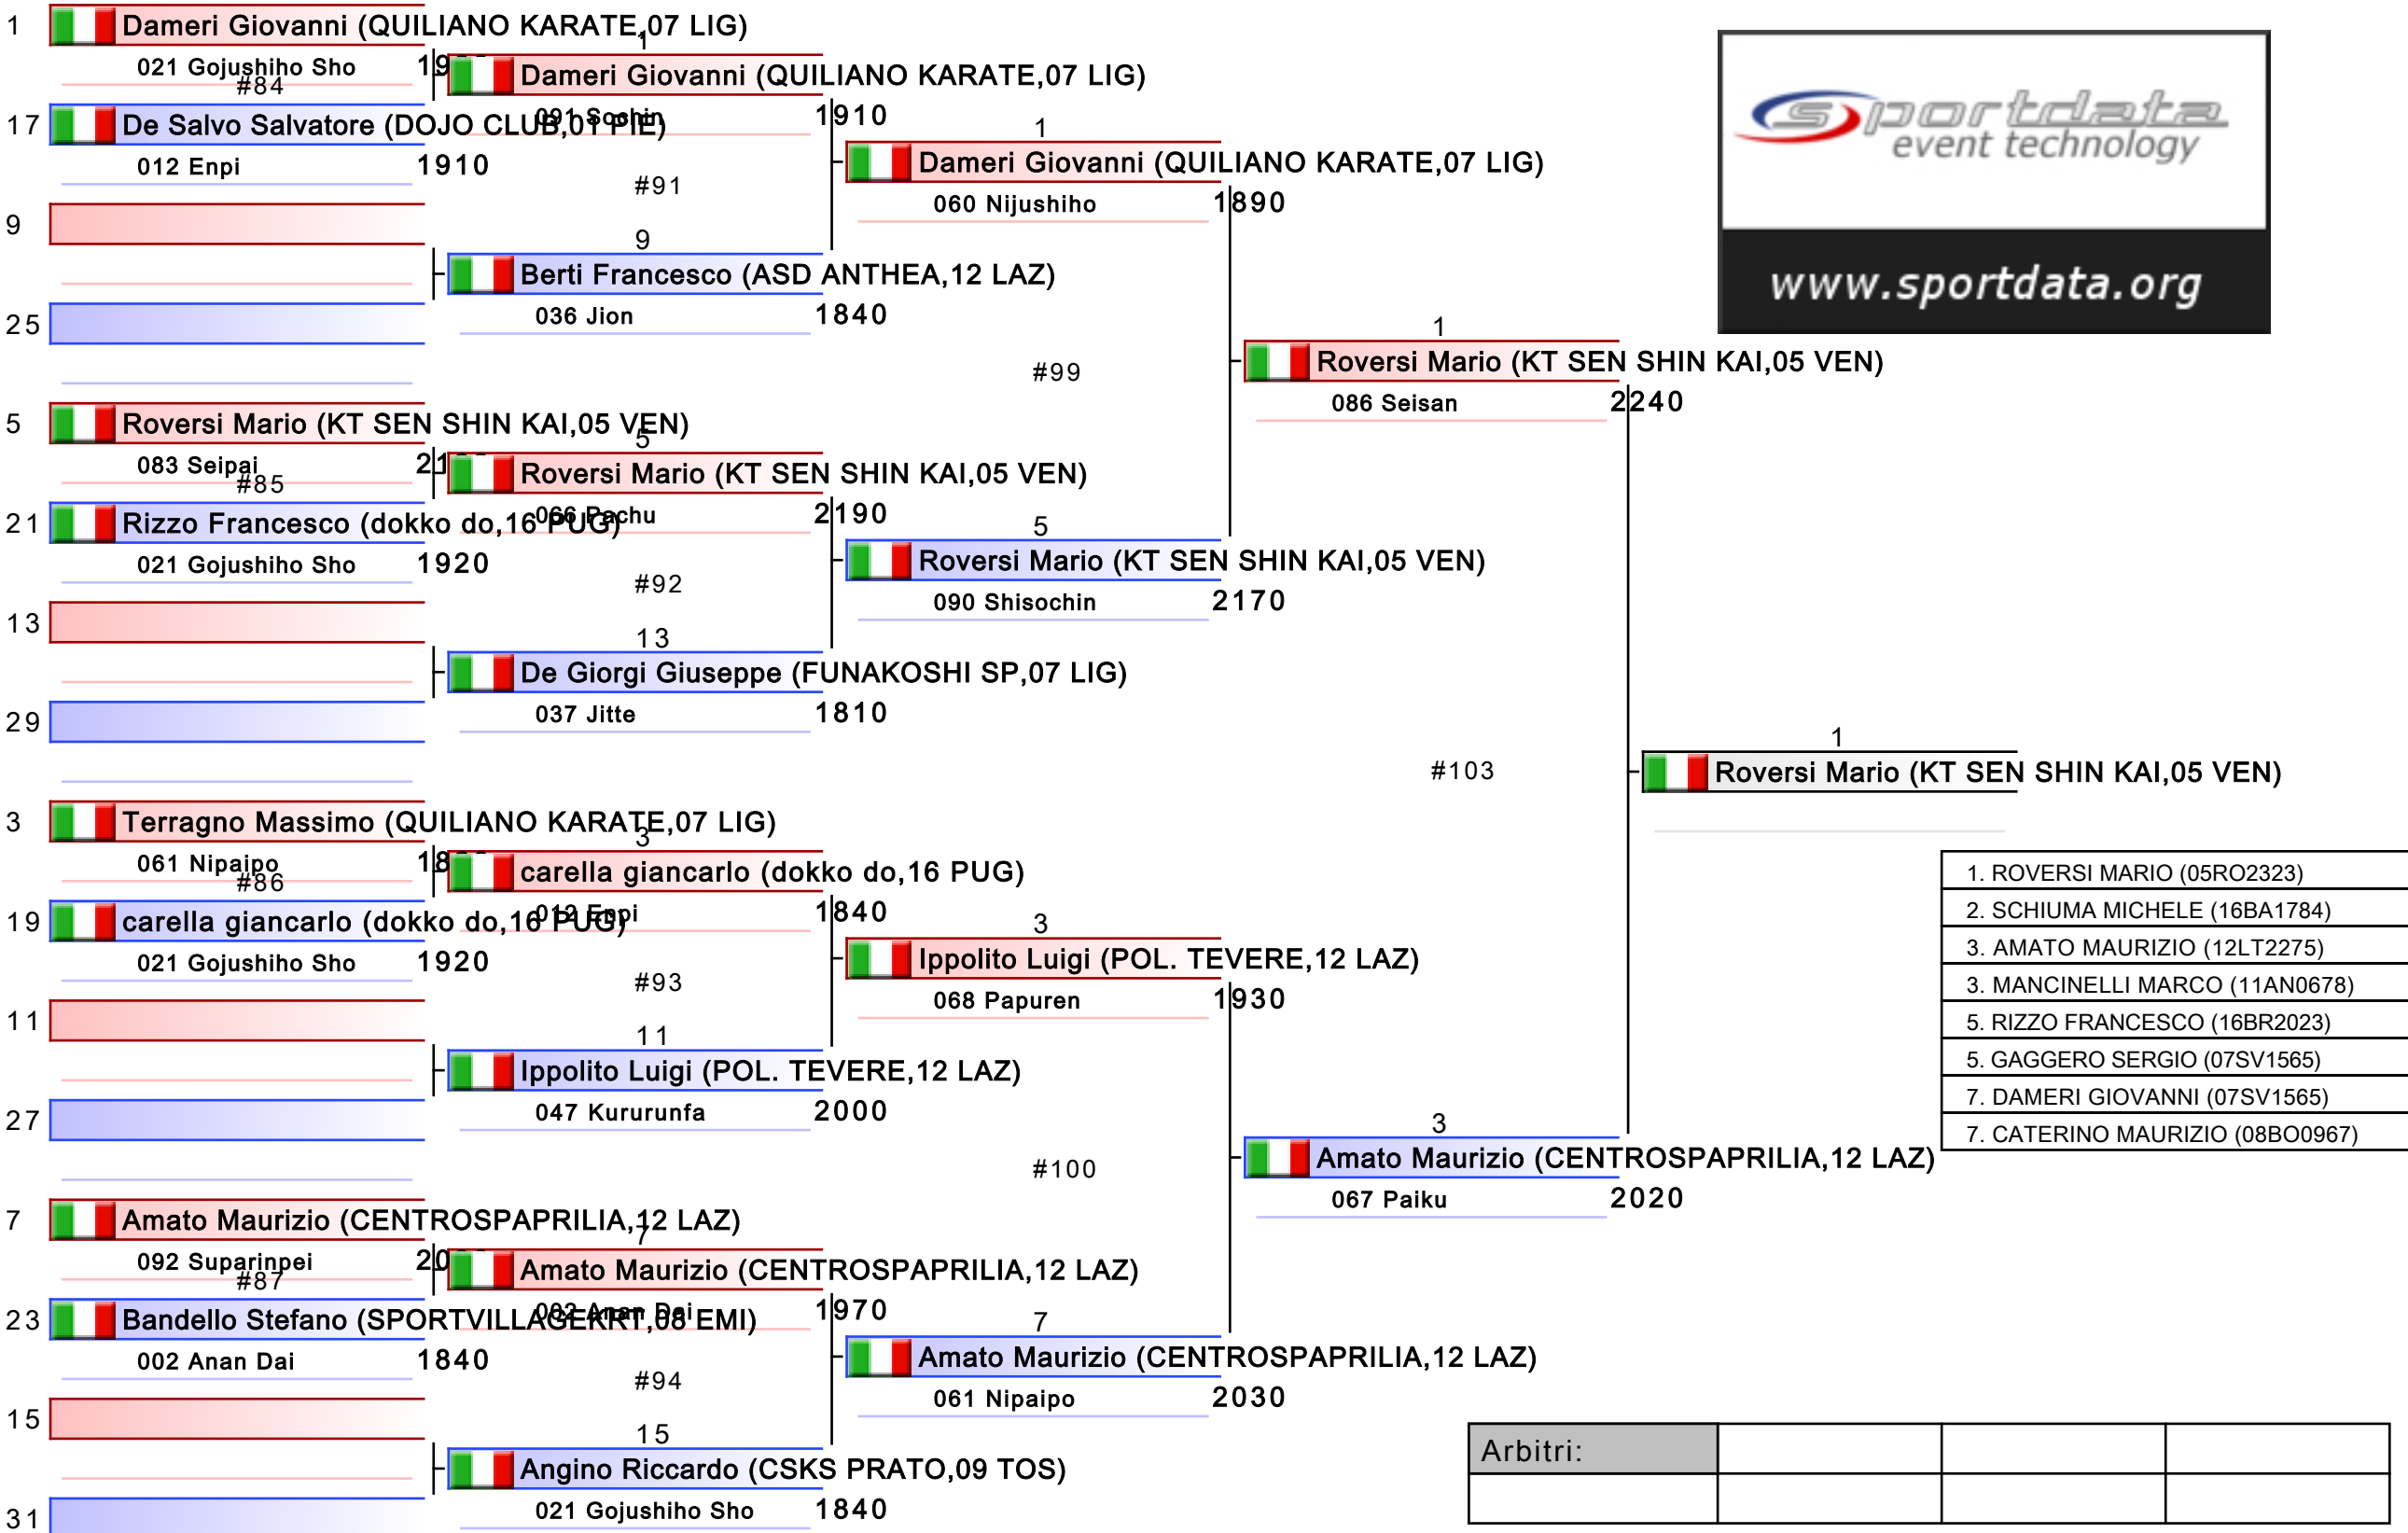 1
Dameri Giovanni (QUILIANO KARATE,07 LIG)
021 Gojushiho Sho
#84
17
De Salvo Salvatore (DOJO CLUB,01 PIE)
012 Enpi 1910
9
25
5
Roversi Mario (KT SEN SHIN KAI,05 VEN)
083 Seipai
#85
21
Rizzo Francesco (dokko do,16 PUG)
021 Gojushiho Sho 1920
13
29
3
Terragno Massimo (QUILIANO KARATE,07 LIG)
061 Nipaipo
#86
19
carella giancarlo (dokko do,16 PUG)
021 Gojushiho Sho 1920
11
27
7
Amato Maurizio (CENTROSPAPRILIA,12 LAZ)
092 Suparinpei
#87
23
Bandello Stefano (SPORTVILLAGEKRT,08 EMI)
002 Anan Dai 1840
15
31
1
Dameri Giovanni (QUILIANO KARATE,07 LIG)
091 Sochin 1910
#91
9
Berti Francesco (ASD ANTHEA,12 LAZ)
036 Jion 1840
5
Roversi Mario (KT SEN SHIN KAI,05 VEN)
066 Pachu 2190
#92
13
De Giorgi Giuseppe (FUNAKOSHI SP,07 LIG)
037 Jitte 1810
3
carella giancarlo (dokko do,16 PUG)
012 Enpi 1840
#93
11
Ippolito Luigi (POL. TEVERE,12 LAZ)
047 Kururunfa 2000
7
Amato Maurizio (CENTROSPAPRILIA,12 LAZ)
002 Anan Dai 1970
#94
15
Angino Riccardo (CSKS PRATO,09 TOS)
021 Gojushiho Sho 1840
1
Dameri Giovanni (QUILIANO KARATE,07 LIG)
060 Nijushiho 1890
#99
5
Roversi Mario (KT SEN SHIN KAI,05 VEN)
090 Shisochin 2170
3
Ippolito Luigi (POL. TEVERE,12 LAZ)
068 Papuren 1930
#100
7
Amato Maurizio (CENTROSPAPRILIA,12 LAZ)
061 Nipaipo 2030
1
Roversi Mario (KT SEN SHIN KAI,05 VEN)
086 Seisan 2240
#103
3
Amato Maurizio (CENTROSPAPRILIA,12 LAZ)
067 Paiku 2020
1
Roversi Mario (KT SEN SHIN KAI,05 VEN)
sportdata
event technology
www.sportdata.org
1. ROVERSI MARIO (05RO2323)
2. SCHIUMA MICHELE (16BA1784)
3. AMATO MAURIZIO (12LT2275)
3. MANCINELLI MARCO (11AN0678)
5. RIZZO FRANCESCO (16BR2023)
5. GAGGERO SERGIO (07SV1565)
7. DAMERI GIOVANNI (07SV1565)
7. CATERINO MAURIZIO (08BO0967)
Arbitri: